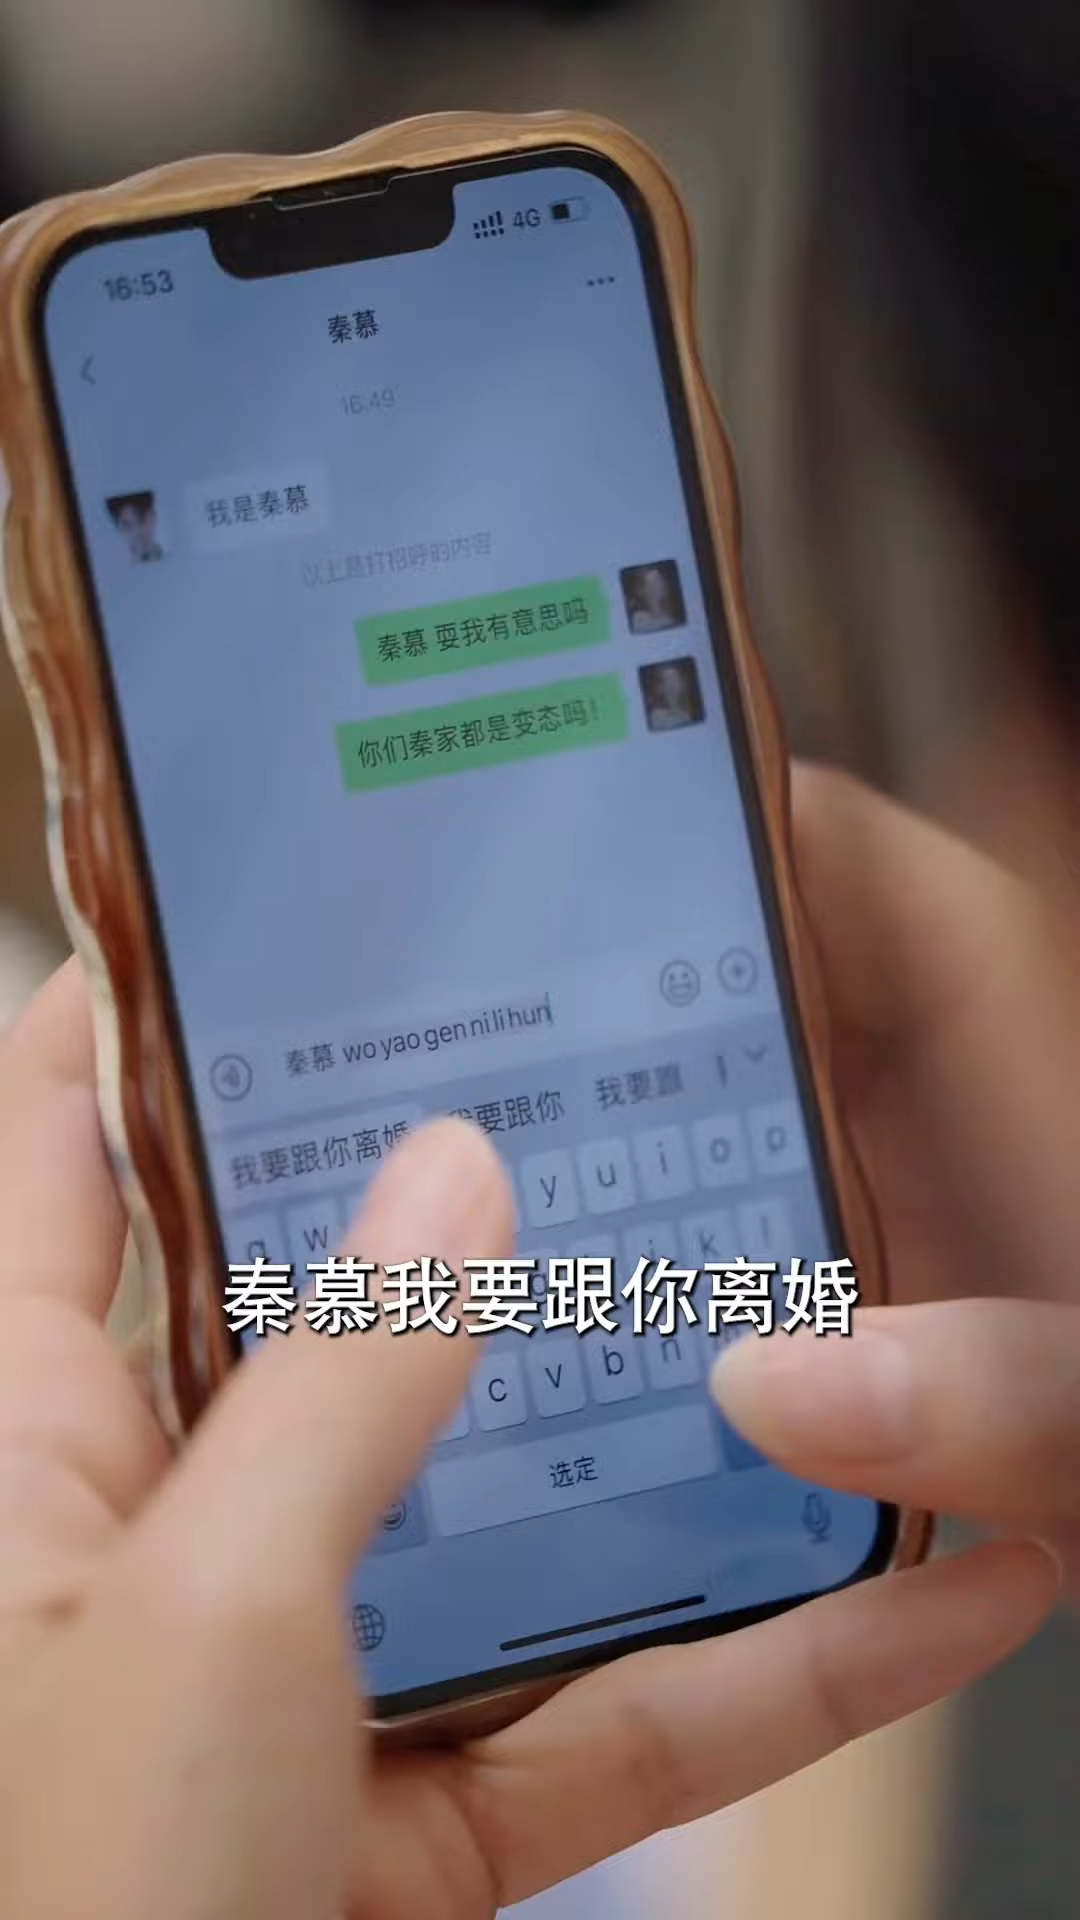 16:53
4G
秦慕
16:49
我是秦慕
以上是打招呼的内容
秦慕 耍我有意思吗
你们秦家都是变态吗！
秦慕 wo yao gen ni li hun
我要跟你离婚 我要跟你 我要跟
y u i o p
q w
g j k l
秦慕我要跟你离婚
c v b n m
选定